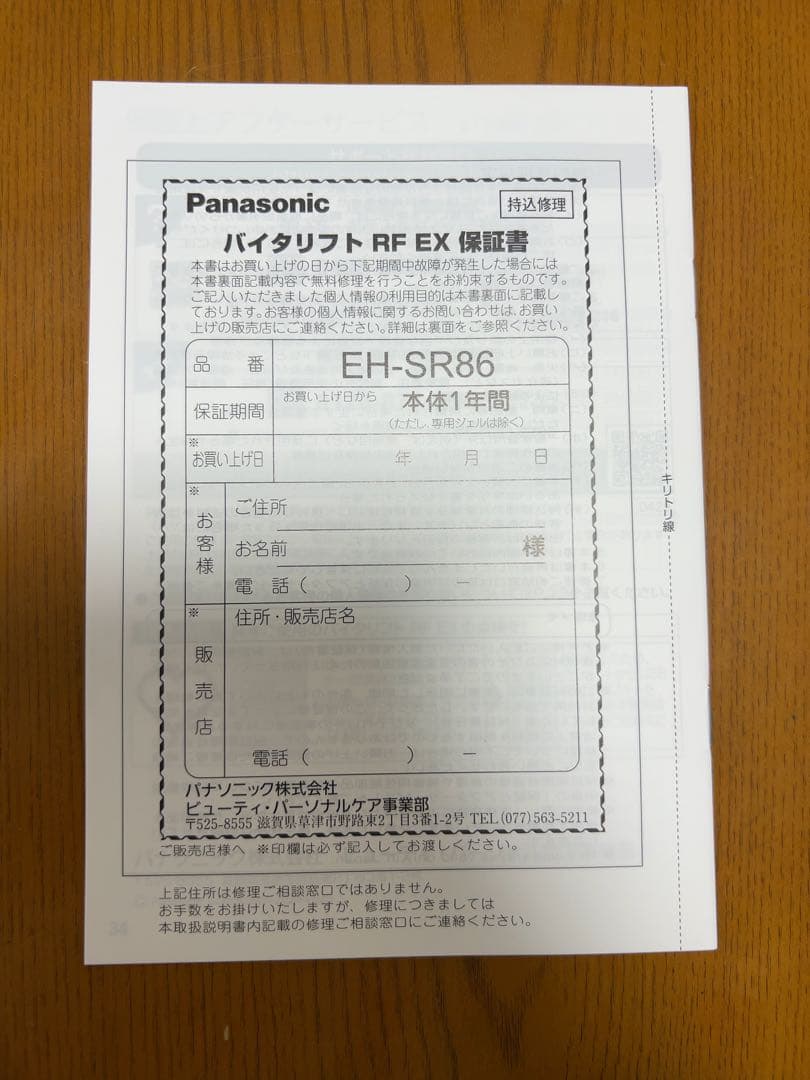 Panasonic
持込修理
バイタリフト RF EX 保証書
本書はお買い上げの日から下記期間中故障が発生した場合には
本書裏面記載内容で無料修理を行うことをお約束するものです。
ご記入いただきました個人情報の利用目的は本書裏面に記載し
ております。お客様の個人情報に関するお問い合わせは、お買い
上げの販売店にご連絡ください。詳細は裏面をご参照ください。
品 番 EH-SR86
保証期間 お買い上げ日から 本体1年間
(ただし、専用ジェルは除く)
※お買い上げ日 年 月 日
※お客様
ご住所
お名前 様
電 話 ( ) −
※販売店
住所・販売店名
電話 ( ) −
パナソニック株式会社
ビューティ・パーソナルケア事業部
〒525-8555 滋賀県草津市野路東2丁目3番1-2号 TEL(077)563-5211
ご販売店様へ ※印欄は必ず記入してお渡しください。
上記住所は修理ご相談窓口ではありません。
お手数をお掛けいたしますが、修理につきましては
本取扱説明書内記載の修理ご相談窓口にご連絡ください。
キリトリ線
34